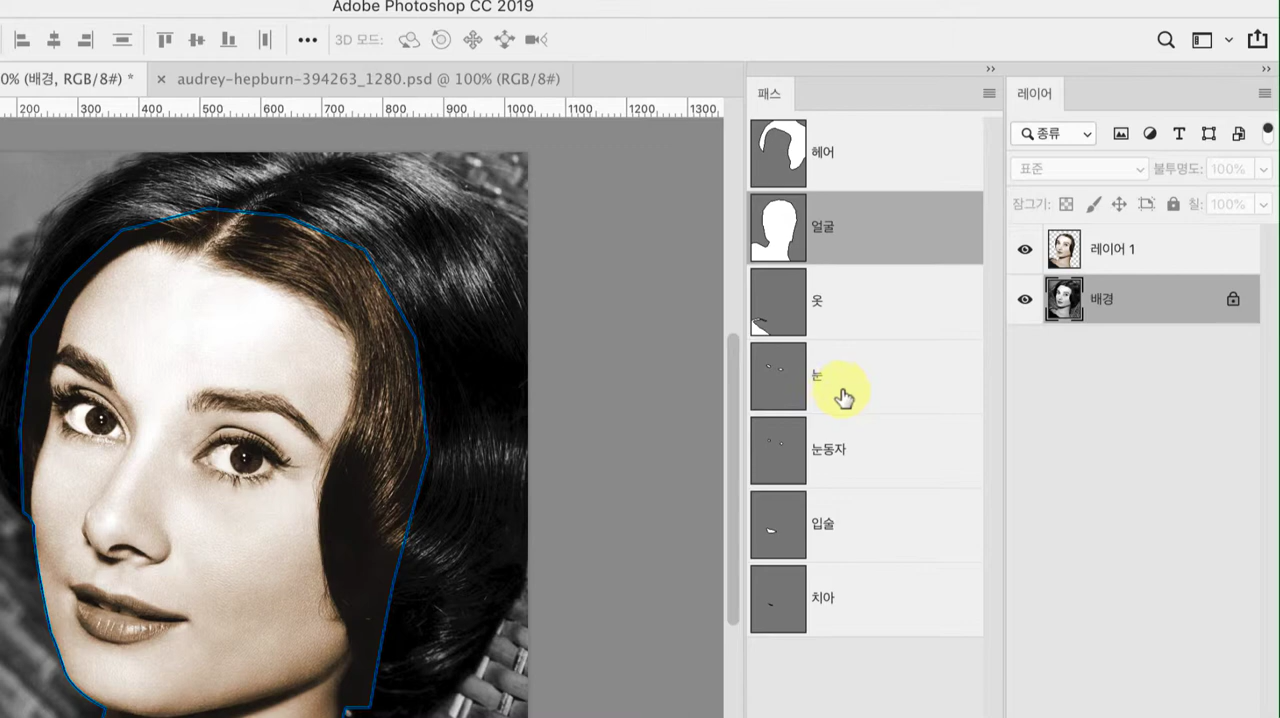 Adobe Photoshop CC 2019
3D 모드:
0% (배경, RGB/8#) *
× audrey-hepburn-394263_1280.psd @ 100% (RGB/8#)
200 300 400 500 600 700 800 900 1000 1100 1200 1300
패스
헤어
얼굴
옷
눈
눈동자
입술
치아
레이어
종류
표준 불투명도: 100%
잠그기: 칠: 100%
레이어 1
배경